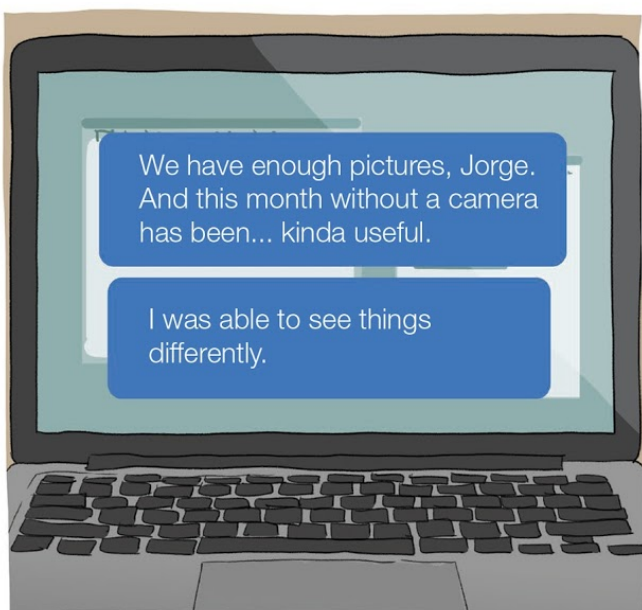 We have enough pictures, Jorge.
And this month without a camera
has been... kinda useful.
I was able to see things
differently.